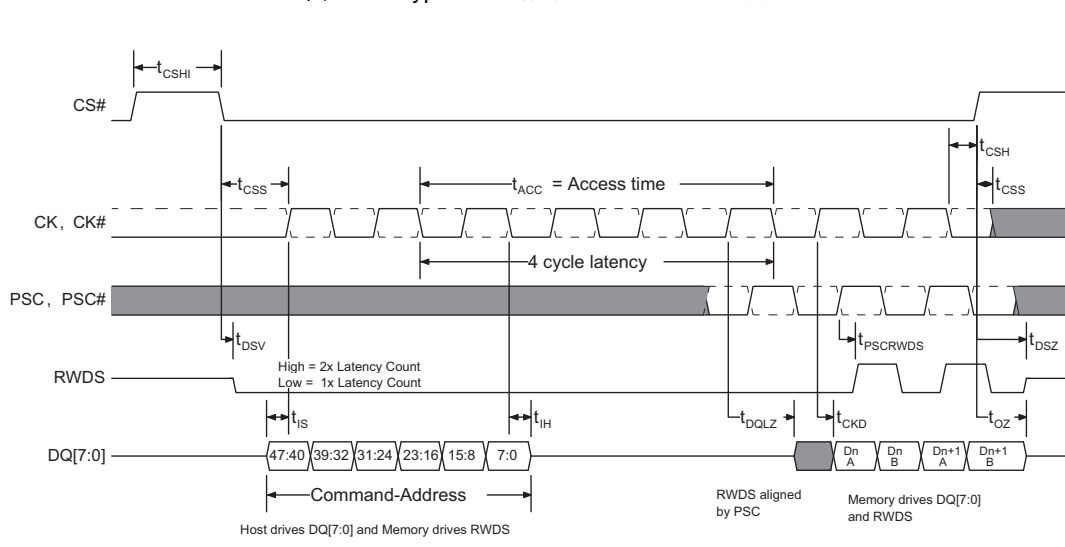 tCSHI
CS#
tCSH
tCSS
tACC = Access time
tCSS
CK, CK#
4 cycle latency
PSC, PSC#
tDSV
tPSCRWDS
tDSZ
High = 2x Latency Count
Low = 1x Latency Count
RWDS
tIS
tIH
tDQLZ
tCKD
tOZ
DQ[7:0]
47:40 39:32 31:24 23:16 15:8 7:0
Dn A
Dn B
Dn+1 A
Dn+1 B
Command-Address
RWDS aligned
by PSC
Memory drives DQ[7:0]
and RWDS
Host drives DQ[7:0] and Memory drives RWDS